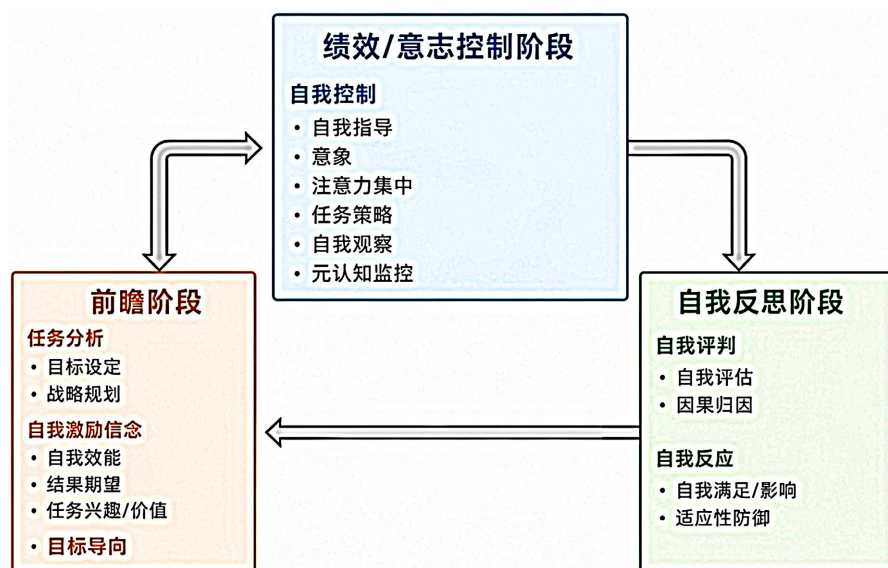 绩效/意志控制阶段
自我控制
• 自我指导
• 意象
• 注意力集中
• 任务策略
• 自我观察
• 元认知监控
前瞻阶段
任务分析
• 目标设定
• 战略规划
自我激励信念
• 自我效能
• 结果期望
• 任务兴趣/价值
• 目标导向
自我反思阶段
自我评判
• 自我评估
• 因果归因
自我反应
• 自我满足/影响
• 适应性防御